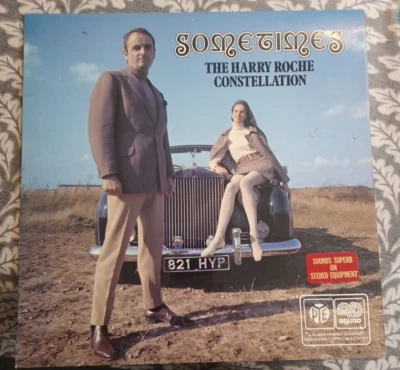 SOMETIMES
THE HARRY ROCHE
CONSTELLATION
821 HYP
SOUNDS SUPERB
ON
STEREO EQUIPMENT
PYE
SOUND